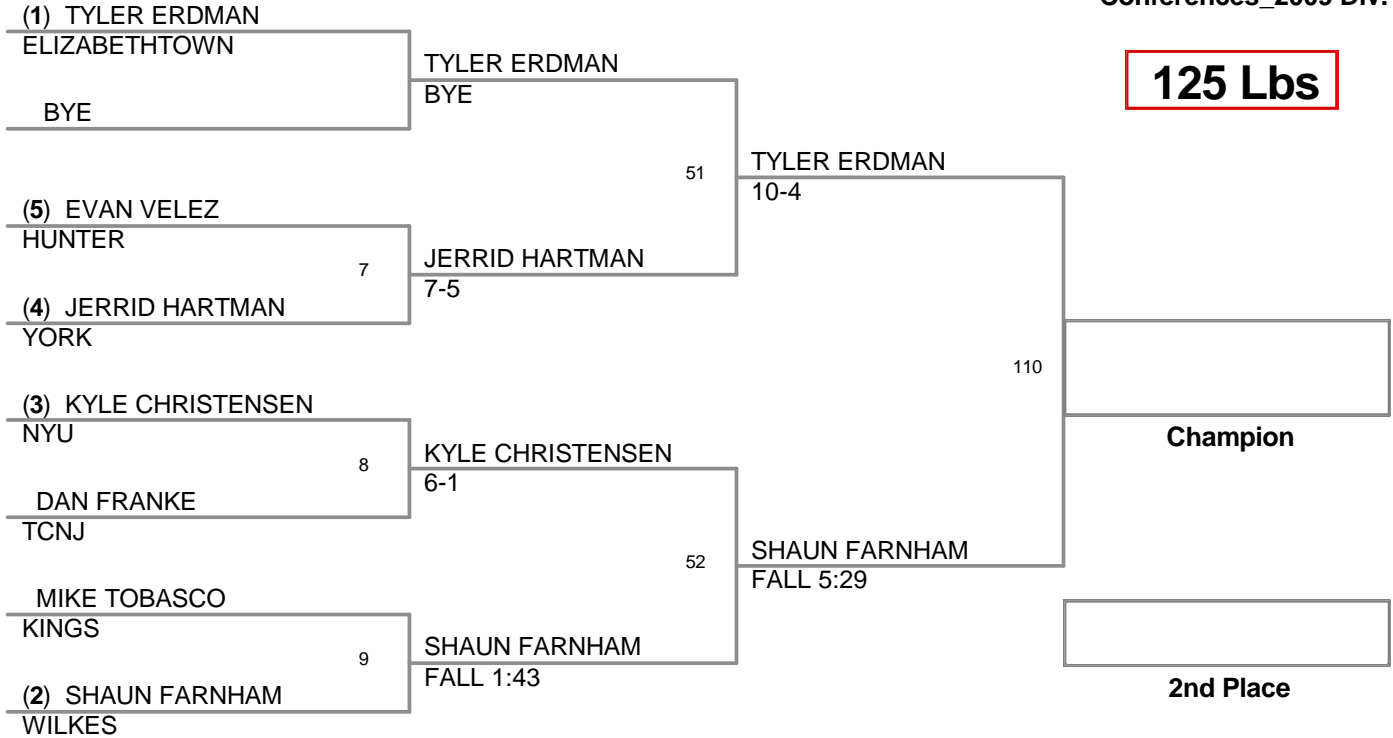 Conferences_2009 Div.
125 Lbs
(1) TYLER ERDMAN
ELIZABETHTOWN
BYE
(5) EVAN VELEZ
HUNTER
7
(4) JERRID HARTMAN
YORK
(3) KYLE CHRISTENSEN
NYU
8
DAN FRANKE
TCNJ
MIKE TOBASCO
KINGS
9
(2) SHAUN FARNHAM
WILKES
TYLER ERDMAN
BYE
51
JERRID HARTMAN
7-5
KYLE CHRISTENSEN
6-1
52
SHAUN FARNHAM
FALL 1:43
TYLER ERDMAN
10-4
110
SHAUN FARNHAM
FALL 5:29
Champion
2nd Place